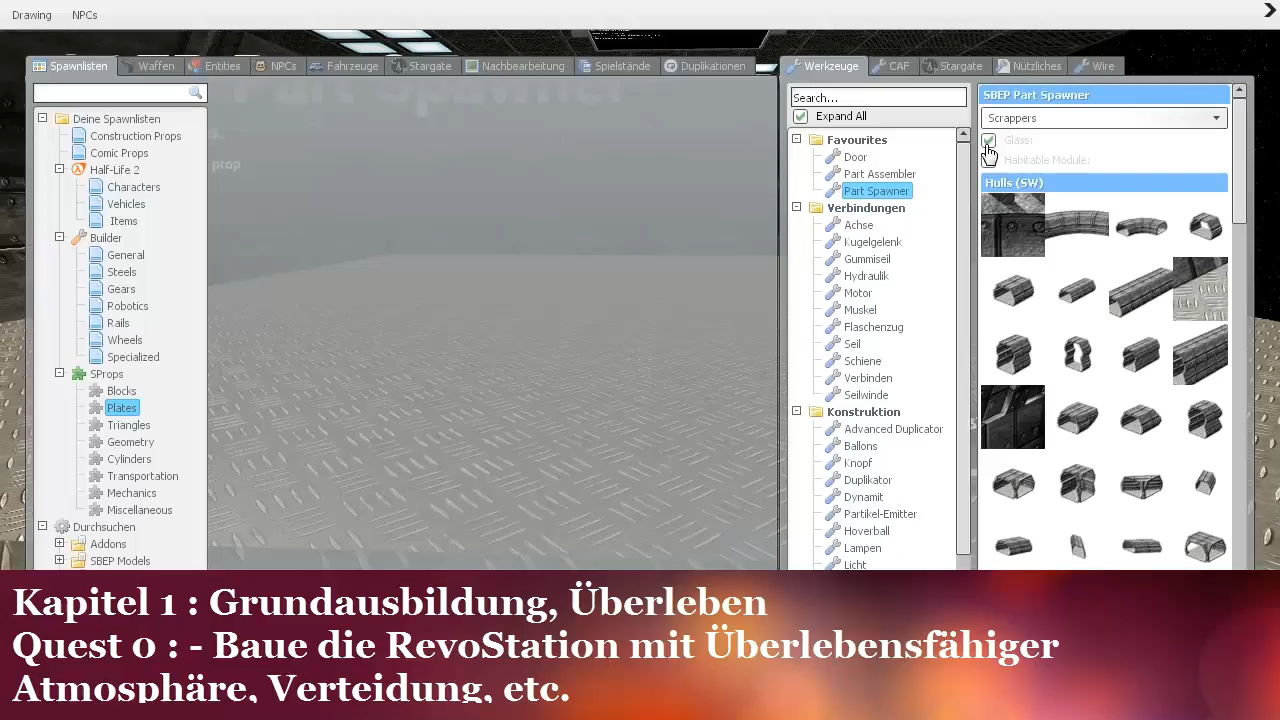 Drawing NPCs
Spawnlisten Waffen Entities NPCs Fahrzeuge Stargate Nachbearbeitung Spielstände Duplikationen
Werkzeuge CAF Stargate Nützliches Wire
Deine Spawnlisten
Construction Props
Comic Props
Half-Life 2
Characters
Vehicles
Items
Builder
General
Steels
Gears
Robotics
Rails
Wheels
Specialized
SProps
Blocks
Plates
Triangles
Geometry
Cylinders
Transportation
Mechanics
Miscellaneous
Durchsuchen
Addons
SBEP Models
Part Spawner
prop
Search...
Expand All
Favourites
Door
Part Assembler
Part Spawner
Verbindungen
Achse
Kugelgelenk
Gummiseil
Hydraulik
Motor
Muskel
Flaschenzug
Seil
Schiene
Verbinden
Seilwinde
Konstruktion
Advanced Duplicator
Ballons
Knopf
Duplikator
Dynamit
Partikel-Emitter
Hoverball
Lampen
Licht
SBEP Part Spawner
Scrappers
Glass:
Habitable Module:
Hulls (SW)
Kapitel 1 : Grundausbildung, Überleben
Quest 0 : - Baue die RevoStation mit Überlebensfähiger
Atmosphäre, Verteidung, etc.